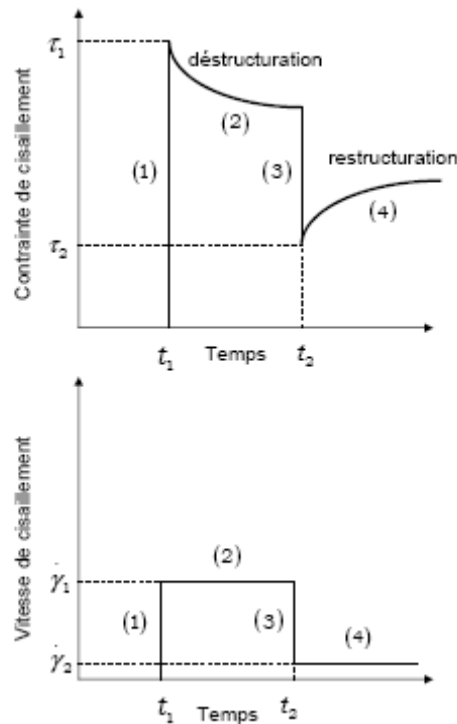 τ₁
déstructuration
(2)
(1)
(3)
restructuration
(4)
τ₂
Contrainte de cisaillement
t₁ Temps t₂
(2)
γ̇₁
(1)
(3)
(4)
γ̇₂
Vitesse de cisaillement
t₁ Temps t₂